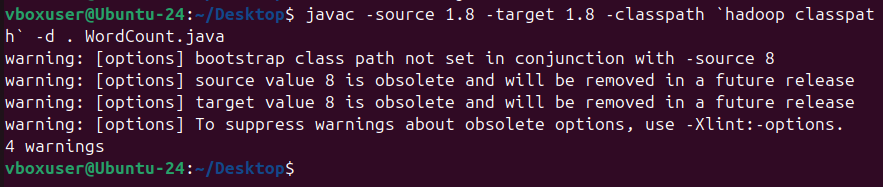 vboxuser@Ubuntu-24:~/Desktop$ javac -source 1.8 -target 1.8 -classpath `hadoop classpat
h` -d . WordCount.java
warning: [options] bootstrap class path not set in conjunction with -source 8
warning: [options] source value 8 is obsolete and will be removed in a future release
warning: [options] target value 8 is obsolete and will be removed in a future release
warning: [options] To suppress warnings about obsolete options, use -Xlint:-options.
4 warnings
vboxuser@Ubuntu-24:~/Desktop$